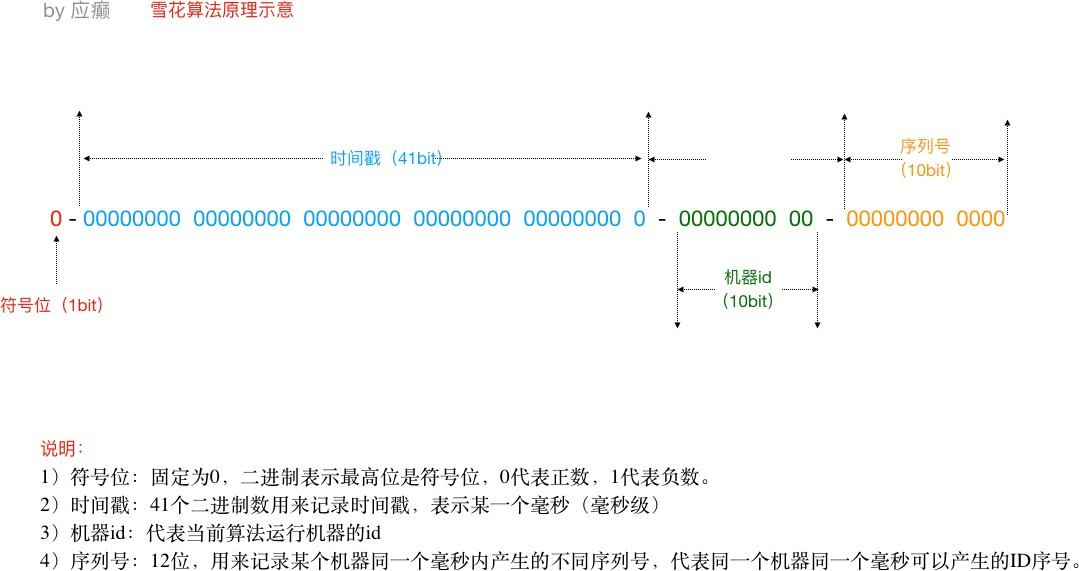 by 应癫 雪花算法原理示意
时间戳（41bit）
序列号
（10bit）
0 - 00000000 00000000 00000000 00000000 00000000 0 - 00000000 00 - 00000000 0000
机器id
（10bit）
符号位（1bit）
说明：
1）符号位：固定为0，二进制表示最高位是符号位，0代表正数，1代表负数。
2）时间戳：41个二进制数用来记录时间戳，表示某一个毫秒（毫秒级）
3）机器id：代表当前算法运行机器的id
4）序列号：12位，用来记录某个机器同一个毫秒内产生的不同序列号，代表同一个机器同一个毫秒可以产生的ID序号。